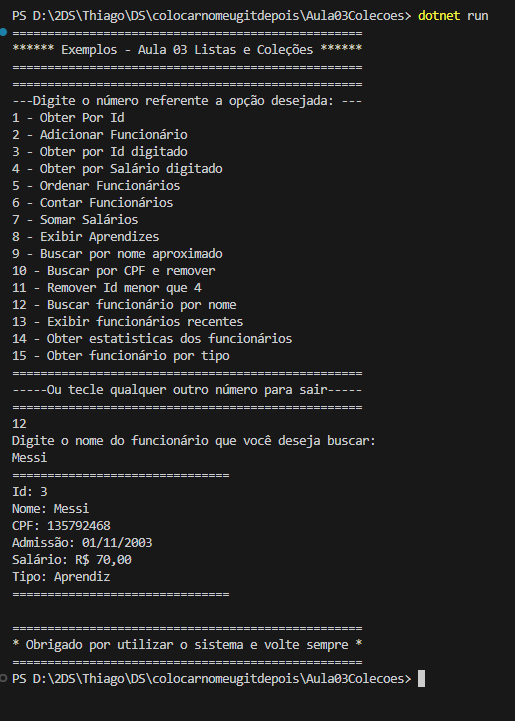 PS D:\2DS\Thiago\DS\colocarnomeugitdepois\Aula03Colecoes> dotnet run
==================================================
****** Exemplos - Aula 03 Listas e Coleções ******
==================================================
==================================================
---Digite o número referente a opção desejada: ---
1 - Obter Por Id
2 - Adicionar Funcionário
3 - Obter por Id digitado
4 - Obter por Salário digitado
5 - Ordenar Funcionários
6 - Contar Funcionários
7 - Somar Salários
8 - Exibir Aprendizes
9 - Buscar por nome aproximado
10 - Buscar por CPF e remover
11 - Remover Id menor que 4
12 - Buscar funcionário por nome
13 - Exibir funcionários recentes
14 - Obter estatisticas dos funcionários
15 - Obter funcionário por tipo
==================================================
-----Ou tecle qualquer outro número para sair-----
==================================================
12
Digite o nome do funcionário que você deseja buscar:
Messi
===============================
Id: 3
Nome: Messi
CPF: 135792468
Admissão: 01/11/2003
Salário: R$ 70,00
Tipo: Aprendiz
===============================
==================================================
* Obrigado por utilizar o sistema e volte sempre *
==================================================
PS D:\2DS\Thiago\DS\colocarnomeugitdepois\Aula03Colecoes>